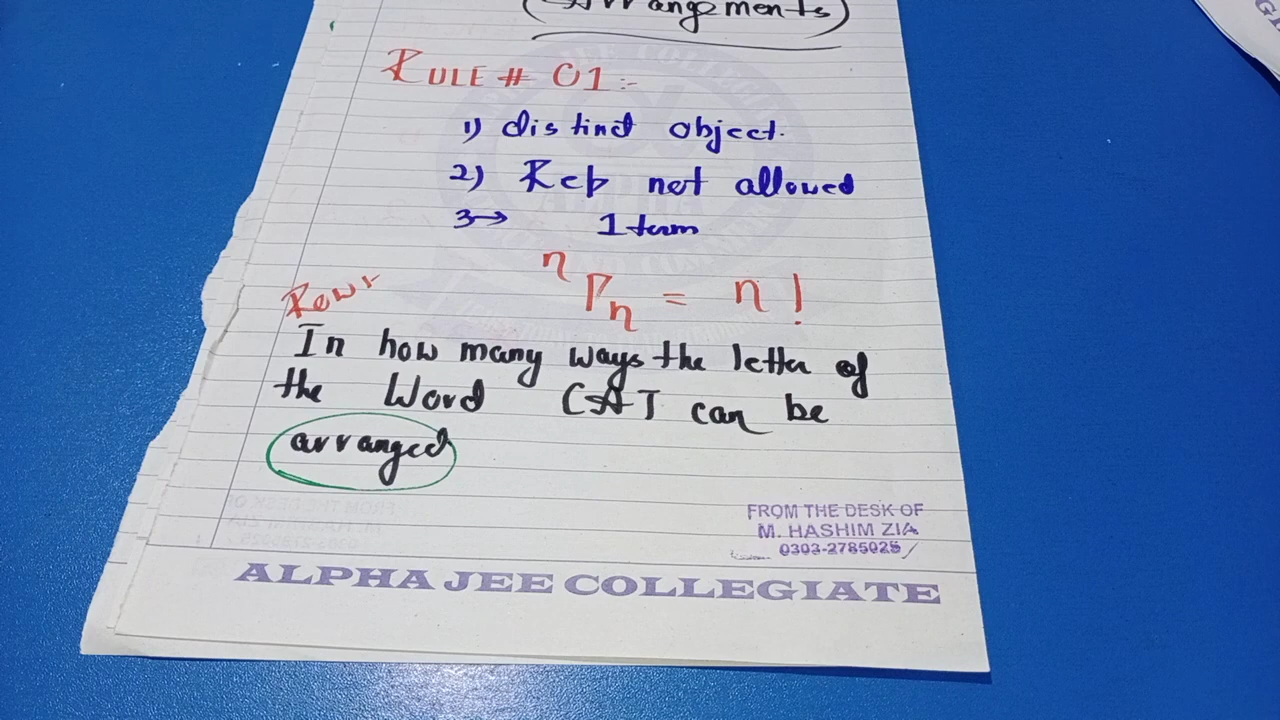 (Arrangements)
RULE # 01:-
1) distinct object.
2) Rep not allowed
3→ 1 term
ⁿPₙ = n!
Row
In how many ways the letter of
the Word CAT can be
arranged
FROM THE DESK OF
M. HASHIM ZIA
0303-2785025
ALPHA JEE COLLEGIATE